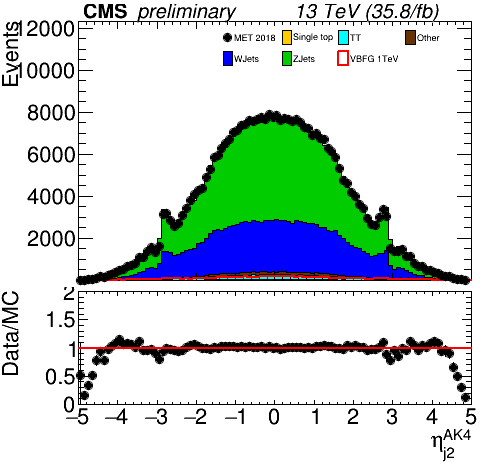 CMS preliminary 13 TeV (35.8/fb)
Events
12000
10000
8000
6000
4000
2000
MET 2018 Single top TT Other
WJets ZJets VBFG 1TeV
Data/MC
2
1.5
1
0.5
0
−5 −4 −3 −2 −1 0 1 2 3 4 5
η_{j2}^{AK4}